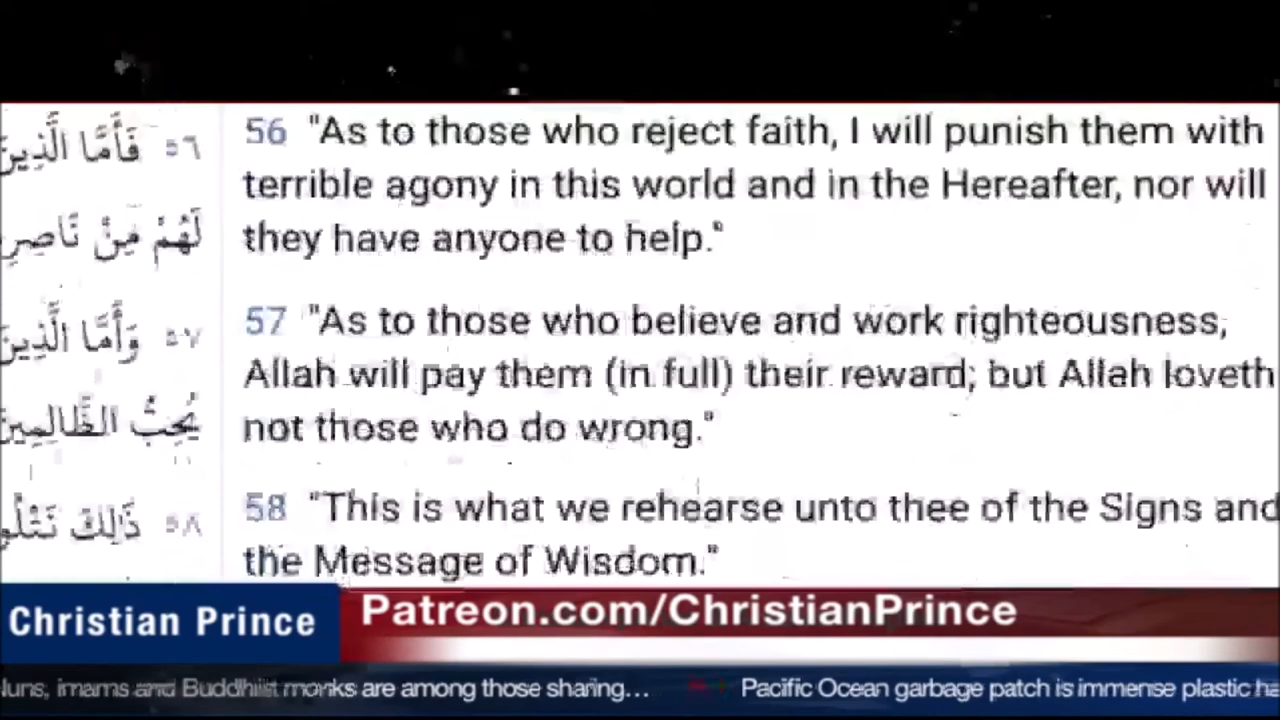 56 "As to those who reject faith, I will punish them with
terrible agony in this world and in the Hereafter, nor will
they have anyone to help."
57 "As to those who believe and work righteousness,
Allah will pay them (in full) their reward; but Allah loveth
not those who do wrong."
58 "This is what we rehearse unto thee of the Signs and
the Message of Wisdom."
٥٦ فَأَمَّا الَّذِينَ
لَهُمْ مِنْ نَاصِرِ
٥٧ وَأَمَّا الَّذِينَ
يُحِبُّ الظَّالِمِينَ
٥٨ ذَٰلِكَ نَتْلُو
Christian Prince
Patreon.com/ChristianPrince
imams and Buddhist monks are among those sharing... Pacific Ocean garbage patch is immense plastic ha